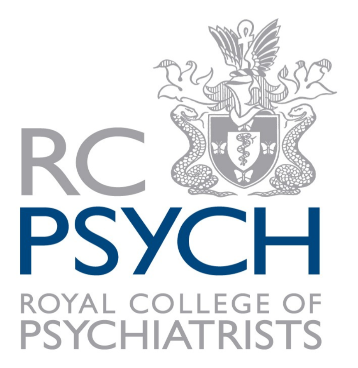 RC
PSYCH
ROYAL COLLEGE OF
PSYCHIATRISTS